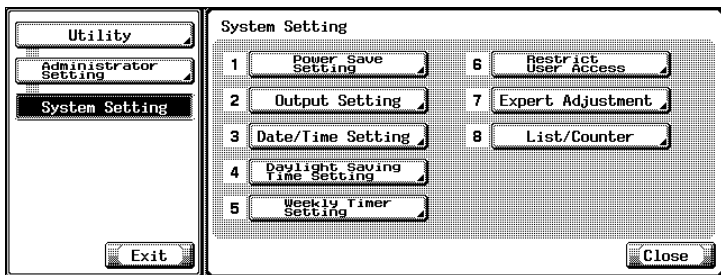 Utility
Administrator
Setting
System Setting
Exit
System Setting
1 Power Save
Setting
2 Output Setting
3 Date/Time Setting
4 Daylight Saving
Time Setting
5 Weekly Timer
Setting
6 Restrict
User Access
7 Expert Adjustment
8 List/Counter
Close